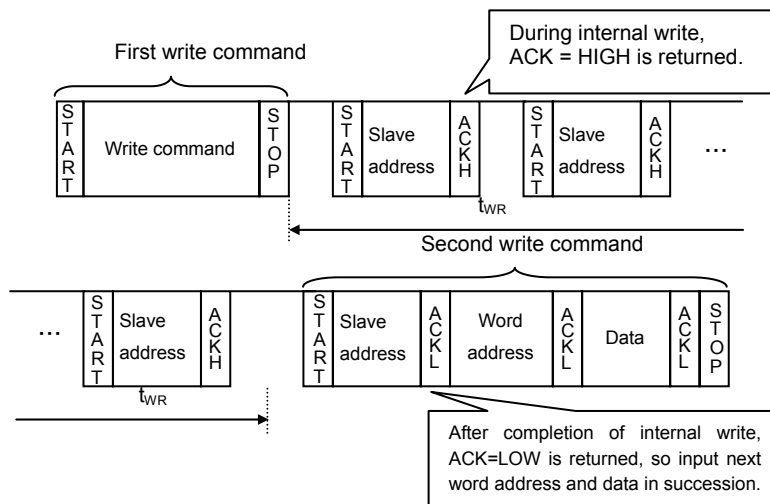 During internal write,
ACK = HIGH is returned.
First write command
START
Write command
STOP
START
Slave
address
ACKH
START
Slave
address
ACKH
...
tWR
Second write command
...
START
Slave
address
ACKH
START
Slave
address
ACKL
Word
address
ACKL
Data
ACKL
STOP
tWR
After completion of internal write,
ACK=LOW is returned, so input next
word address and data in succession.